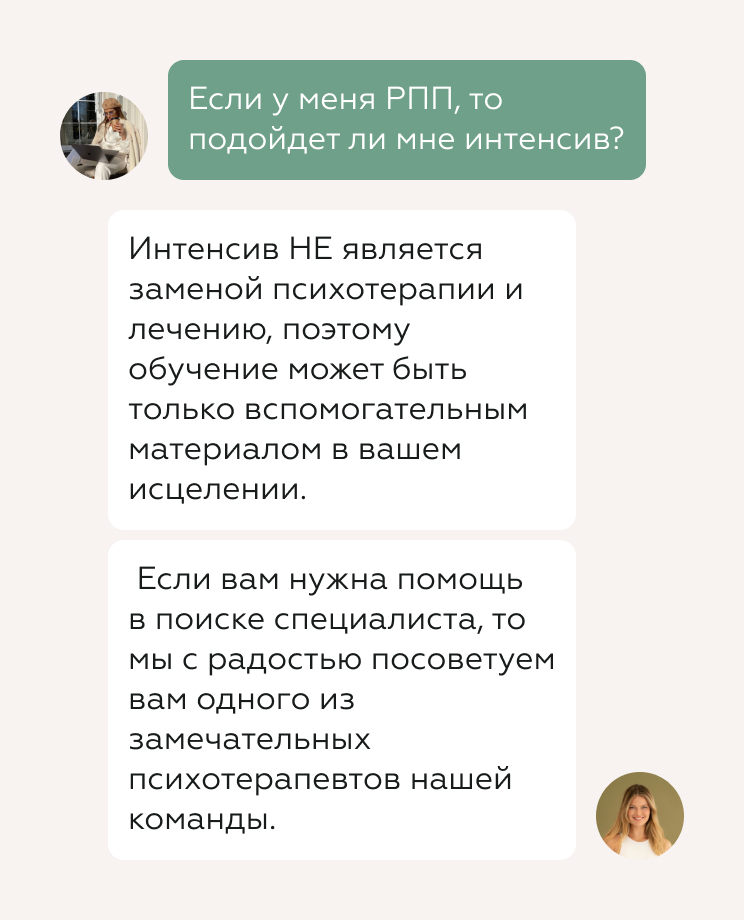 Если у меня РПП, то
подойдет ли мне интенсив?
Интенсив НЕ является
заменой психотерапии и
лечению, поэтому
обучение может быть
только вспомогательным
материалом в вашем
исцелении.
Если вам нужна помощь
в поиске специалиста, то
мы с радостью посоветуем
вам одного из
замечательных
психотерапевтов нашей
команды.